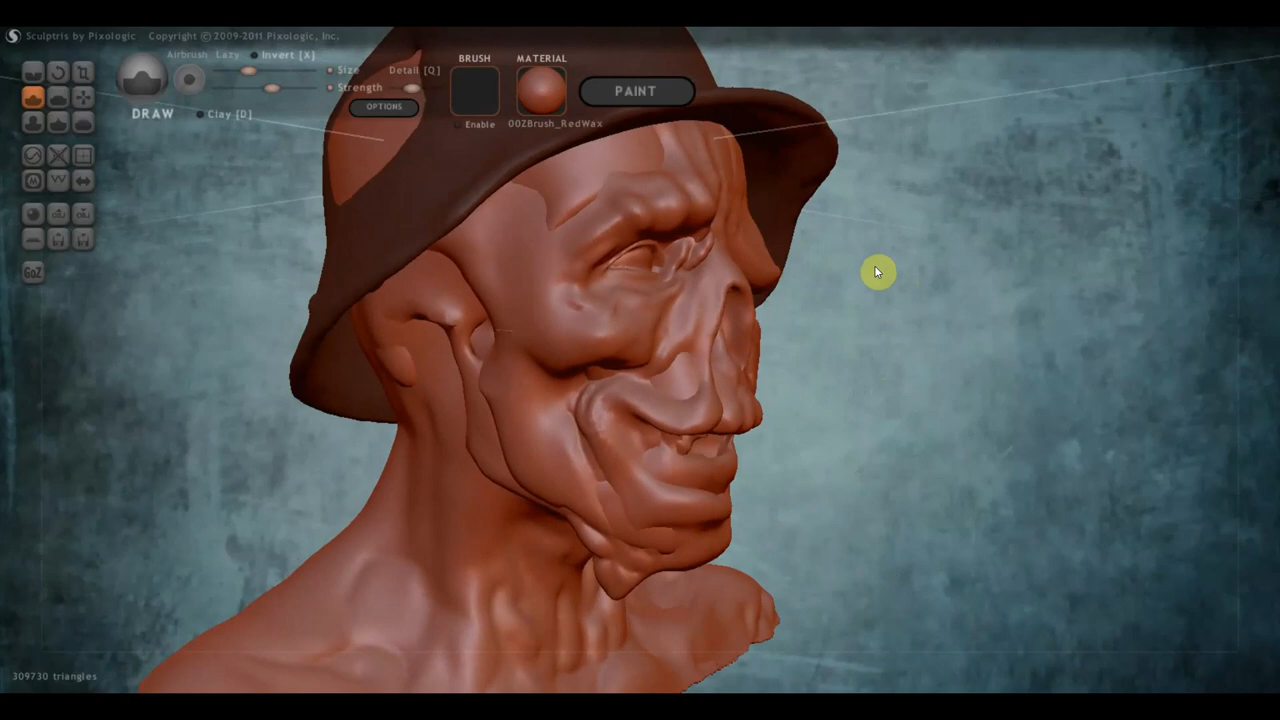 Sculptris by Pixologic Copyright © 2009-2011 Pixologic, Inc.
Airbrush Lazy Invert [X]
Size Detail [Q]
Strength
OPTIONS
DRAW Clay [D]
BRUSH
Enable
MATERIAL
00ZBrush_RedWax
PAINT
GoZ
309730 triangles